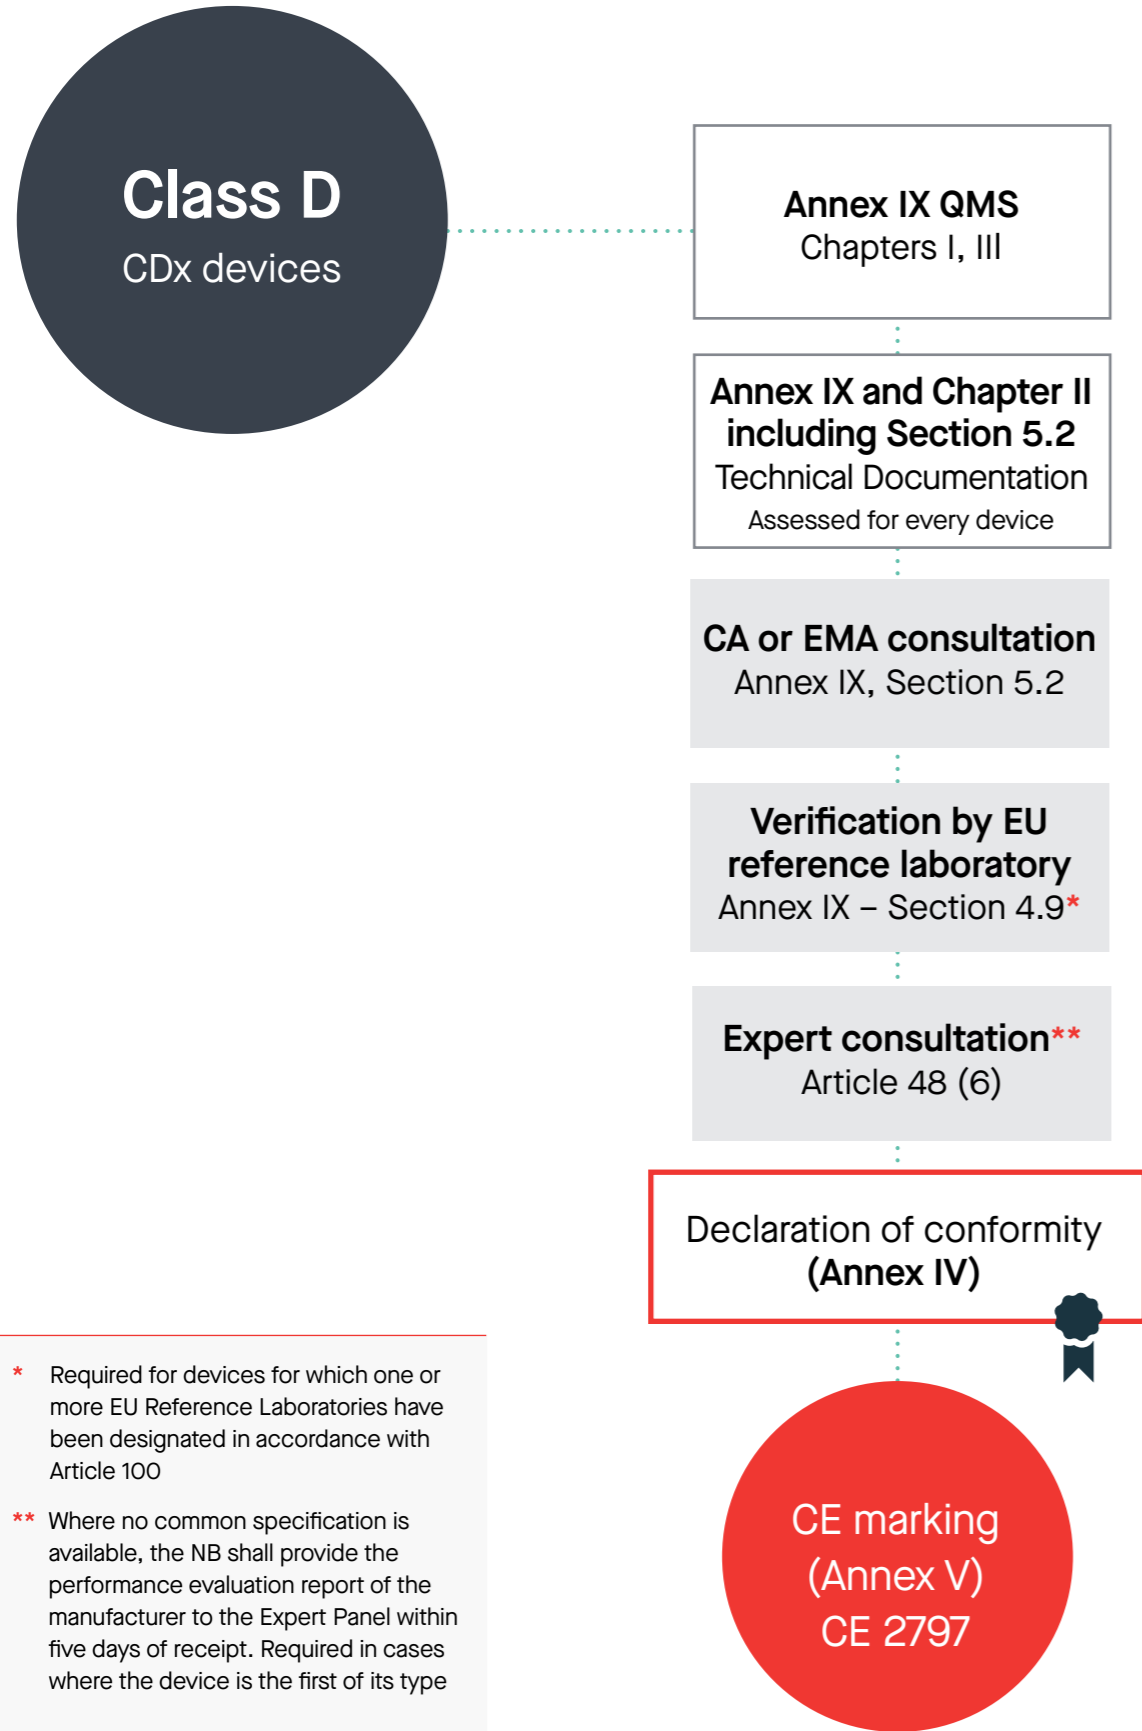 Class D
CDx devices
Annex IX QMS
Chapters I, III
Annex IX and Chapter II
including Section 5.2
Technical Documentation
Assessed for every device
CA or EMA consultation
Annex IX, Section 5.2
Verification by EU
reference laboratory
Annex IX – Section 4.9*
Expert consultation**
Article 48 (6)
Declaration of conformity
(Annex IV)
CE marking
(Annex V)
CE 2797
* Required for devices for which one or
more EU Reference Laboratories have
been designated in accordance with
Article 100
** Where no common specification is
available, the NB shall provide the
performance evaluation report of the
manufacturer to the Expert Panel within
five days of receipt. Required in cases
where the device is the first of its type